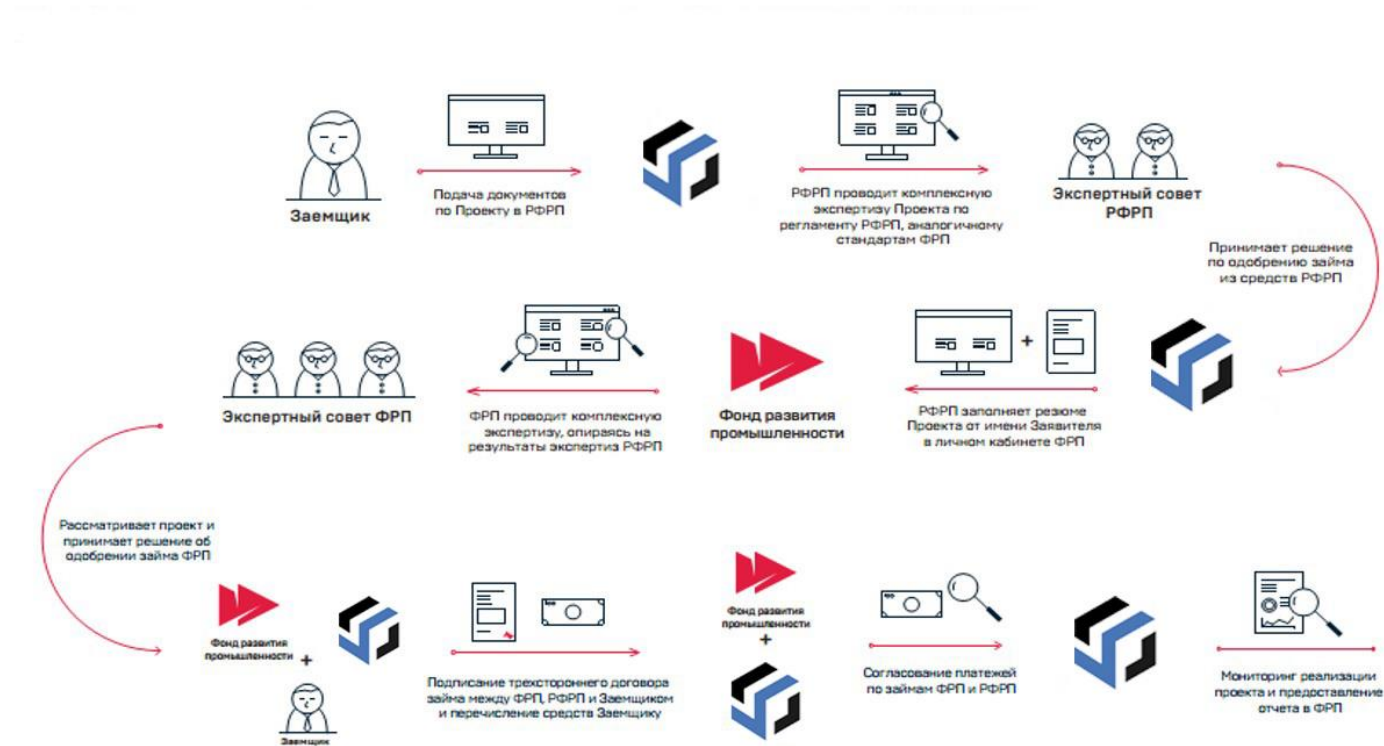 Заемщик
Подача документов
по Проекту в РФРП
РФРП проводит комплексную
экспертизу Проекта по
регламенту РФРП, аналогичному
стандартам ФРП
Экспертный совет
РФРП
Принимает решение
по одобрению займа
из средств РФРП
РФРП заполняет резюме
Проекта от имени Заявителя
в личном кабинете ФРП
Фонд развития
промышленности
ФРП проводит комплексную
экспертизу, опираясь на
результаты экспертиз РФРП
Экспертный совет ФРП
Рассматривает проект и
принимает решение об
одобрении займа ФРП
Фонд развития
промышленности
+
Заемщик
Подписание трехстороннего договора
займа между ФРП, РФРП и Заемщиком
и перечисление средств Заемщику
Фонд развития
промышленности
+
Согласование платежей
по займам ФРП и РФРП
Мониторинг реализации
проекта и предоставление
отчета в ФРП